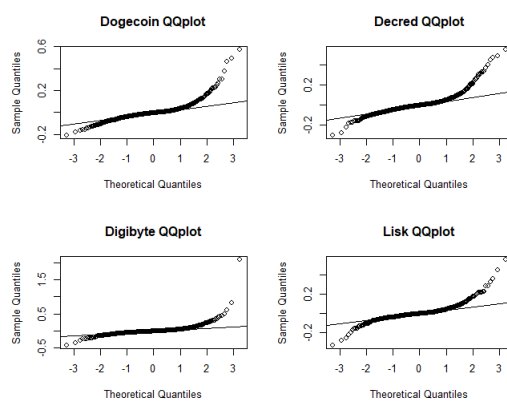 Dogecoin QQplot
Sample Quantiles
-0.2 0.2 0.6
-3 -2 -1 0 1 2 3
Theoretical Quantiles
Decred QQplot
Sample Quantiles
-0.2 0.2
-3 -2 -1 0 1 2 3
Theoretical Quantiles
Digibyte QQplot
Sample Quantiles
-0.5 0.5 1.5
-3 -2 -1 0 1 2 3
Theoretical Quantiles
Lisk QQplot
Sample Quantiles
-0.2 0.2
-3 -2 -1 0 1 2 3
Theoretical Quantiles